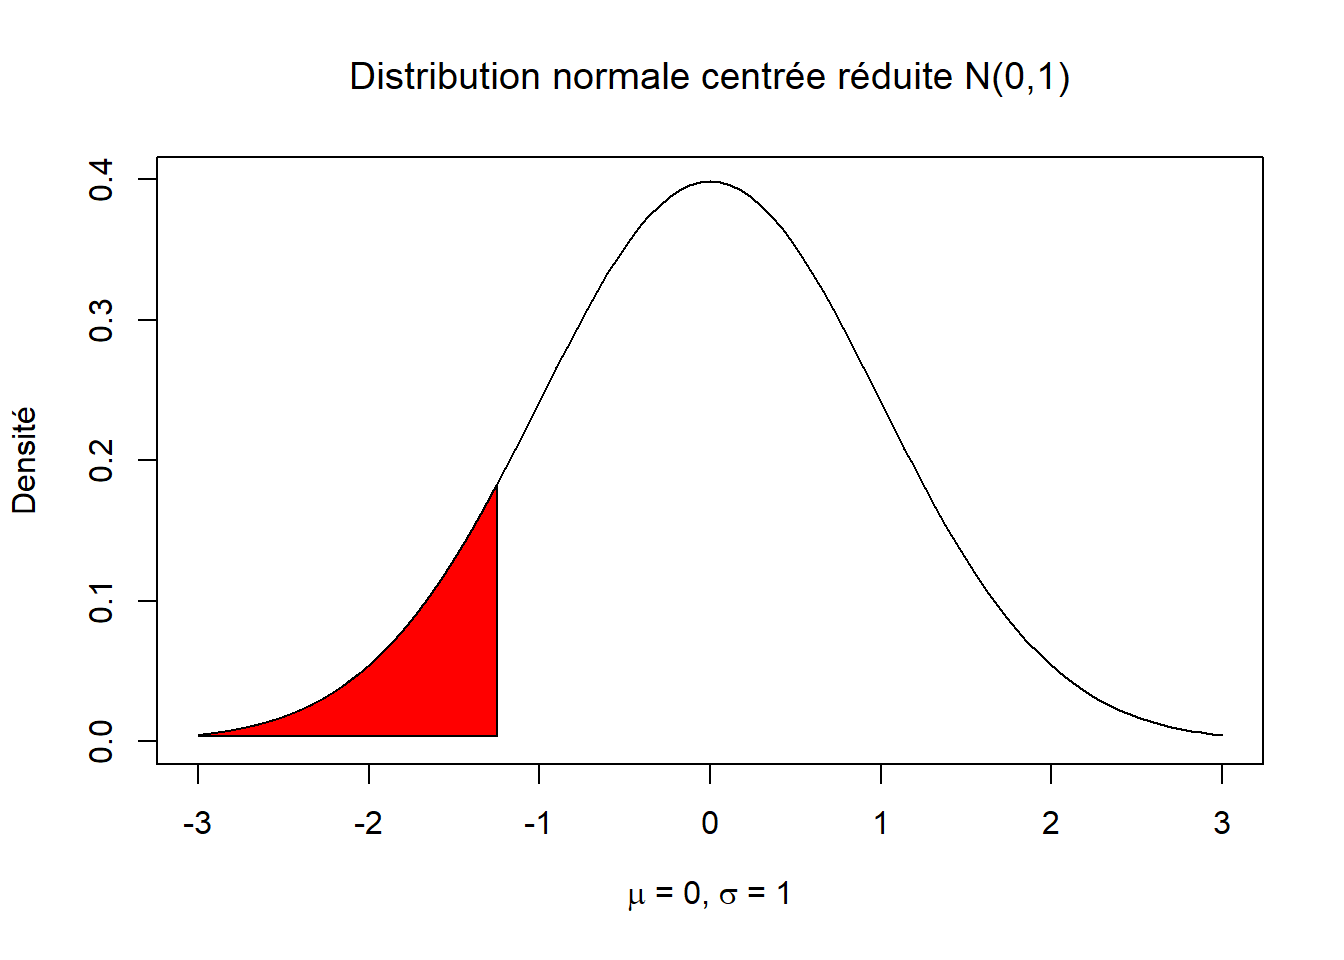 Distribution normale centrée réduite N(0,1)
Densité
0.4
0.3
0.2
0.1
0.0
-3 -2 -1 0 1 2 3
μ = 0, σ = 1